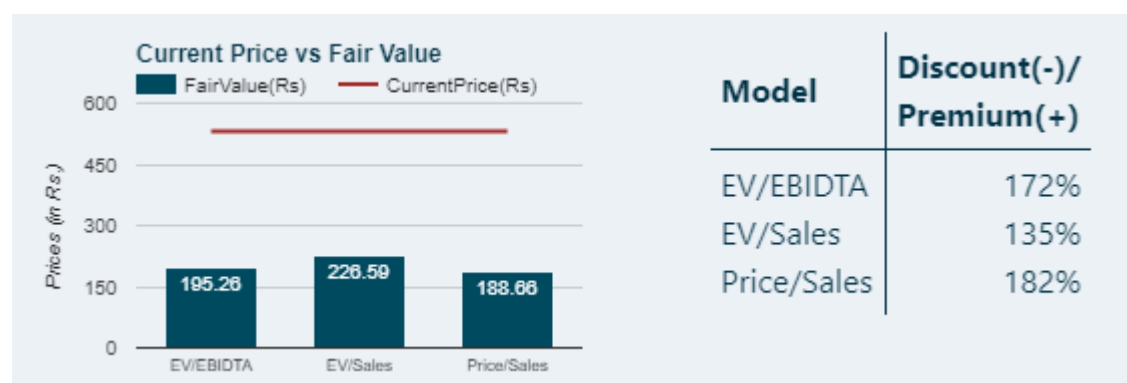 Current Price vs Fair Value
FairValue(Rs) CurrentPrice(Rs)
Prices (in Rs.)
600
450
300
150
0
195.26 226.59 188.66
EV/EBIDTA EV/Sales Price/Sales
Model Discount(-)/
Premium(+)
EV/EBIDTA 172%
EV/Sales 135%
Price/Sales 182%